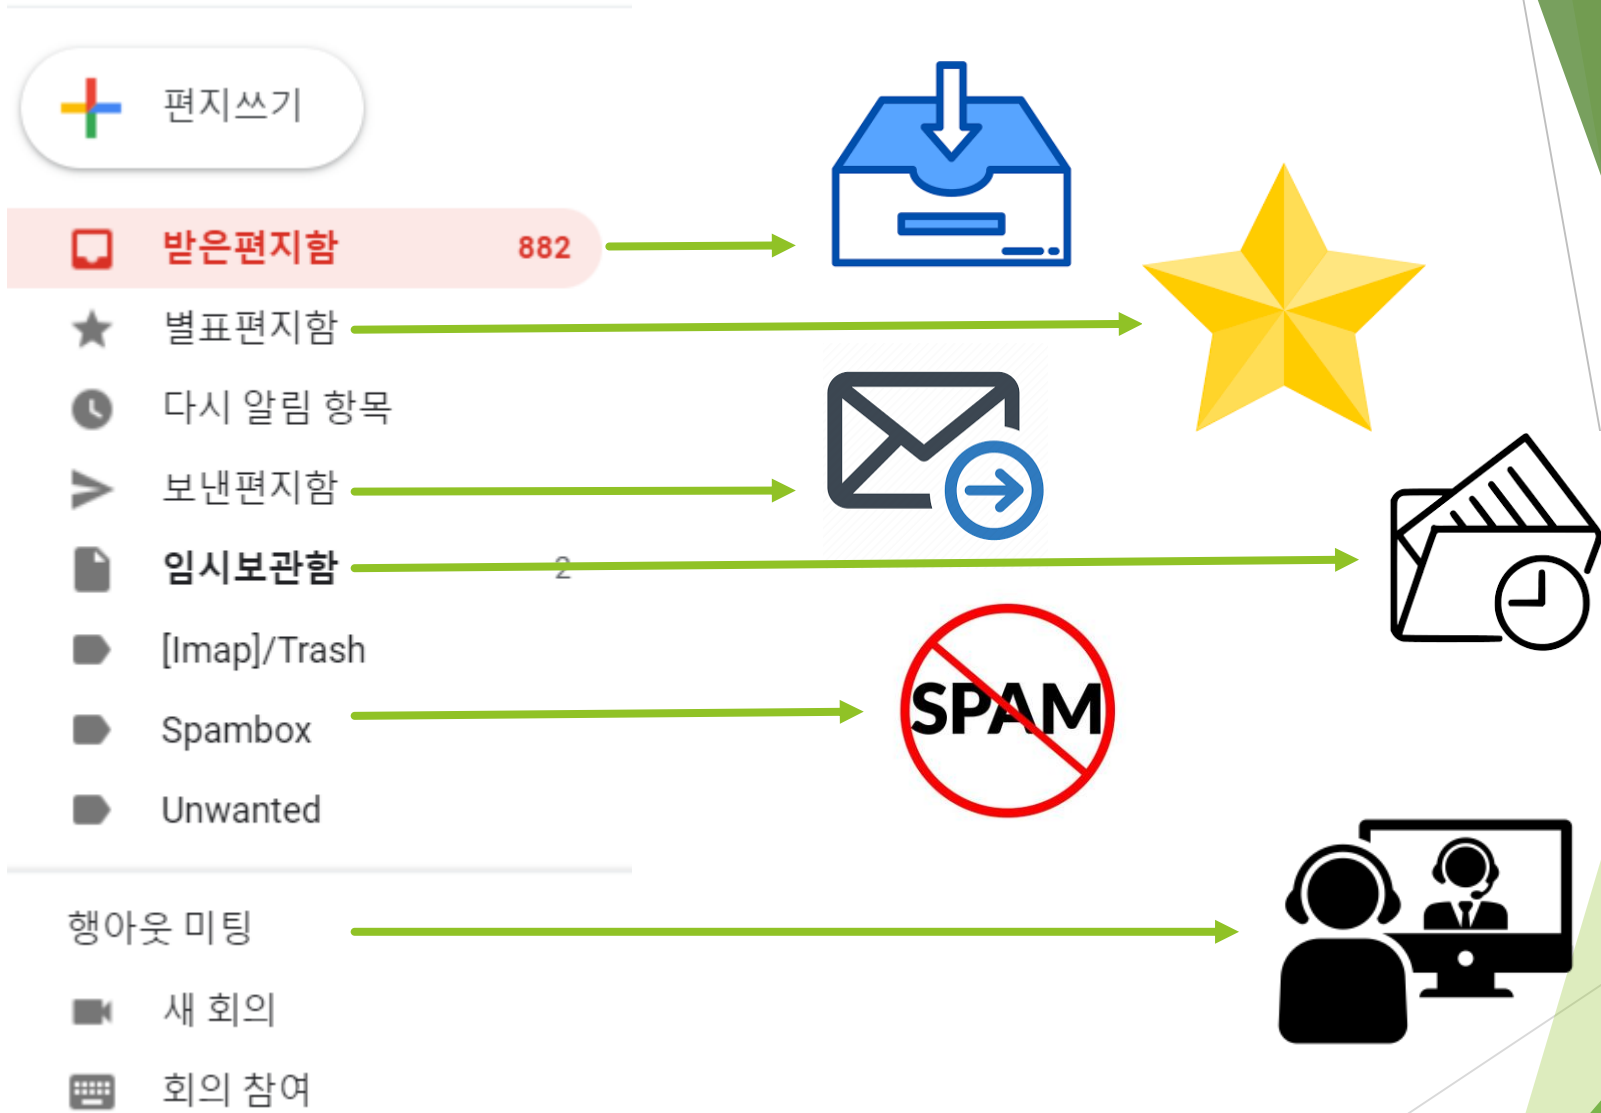 편지쓰기
받은편지함 882
별표편지함
다시 알림 항목
보낸편지함
임시보관함 2
[Imap]/Trash
SPAM
Spambox
Unwanted
행아웃 미팅
새 회의
회의 참여